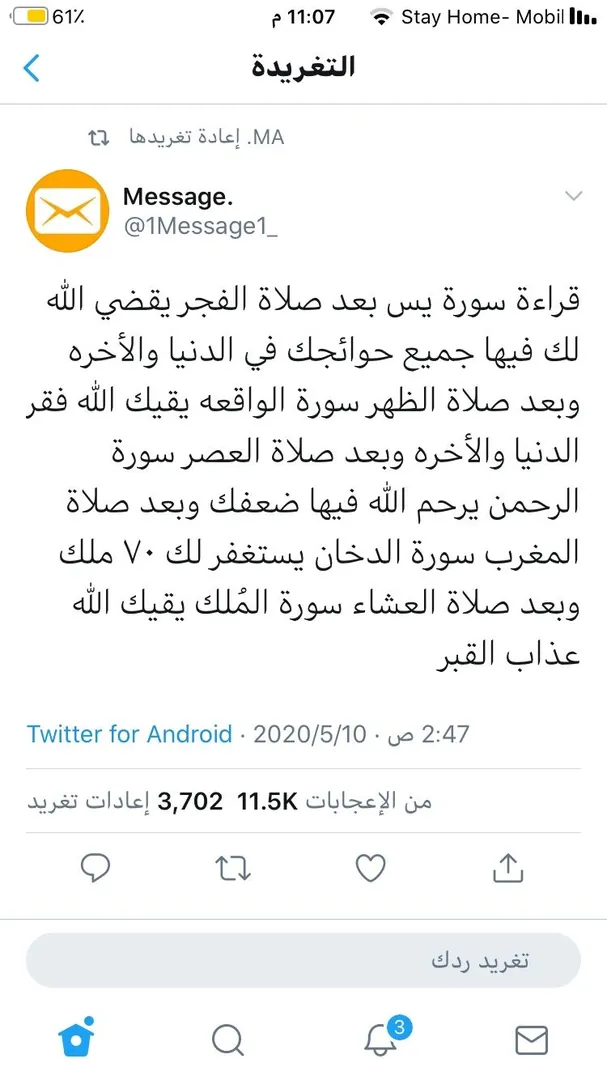 61٪ 11:07 م Stay Home- Mobil
التغريدة
MA. إعادة تغريدها
Message.
@1Message1_
قراءة سورة يس بعد صلاة الفجر يقضي الله
لك فيها جميع حوائجك في الدنيا والأخره
وبعد صلاة الظهر سورة الواقعه يقيك الله فقر
الدنيا والأخره وبعد صلاة العصر سورة
الرحمن يرحم الله فيها ضعفك وبعد صلاة
المغرب سورة الدخان يستغفر لك ٧٠ ملك
وبعد صلاة العشاء سورة المُلك يقيك الله
عذاب القبر
2:47 ص · 2020/5/10 · Twitter for Android
من الإعجابات 11.5K 3,702 إعادات تغريد
تغريد ردك
3